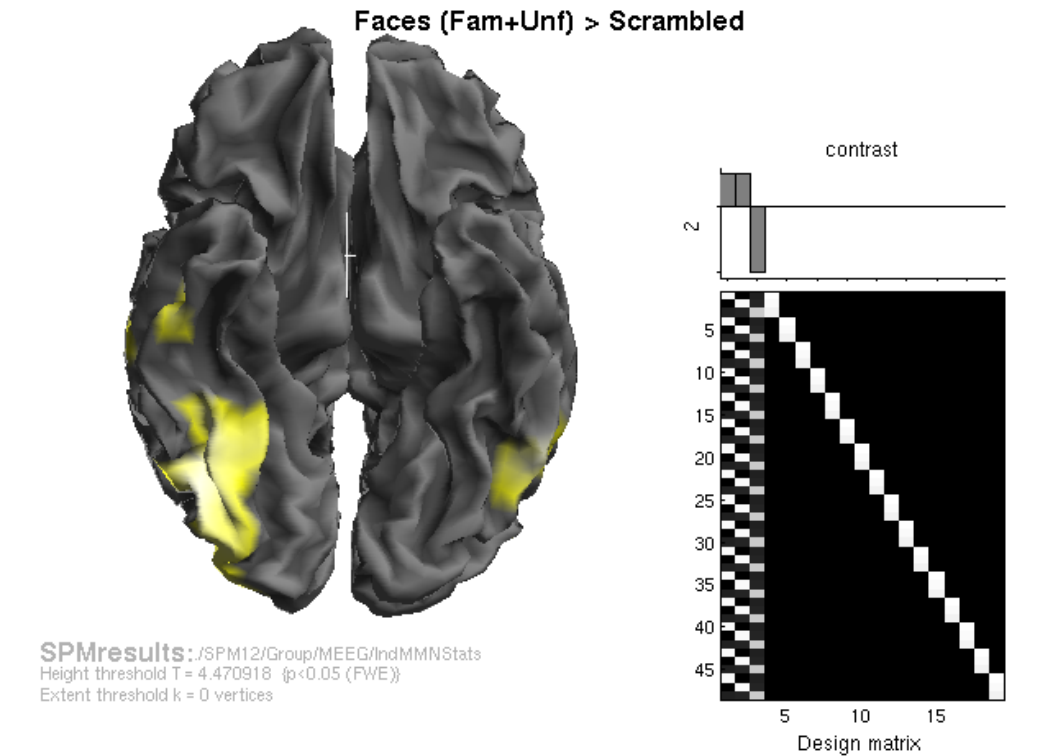 Faces (Fam+Unf) > Scrambled
contrast
2
5
10
15
20
25
30
35
40
45
5 10 15
Design matrix
SPMresults: ./SPM12/Group/MEEG/IndMMNStats
Height threshold T = 4.470918 {p<0.05 (FWE)}
Extent threshold k = 0 vertices